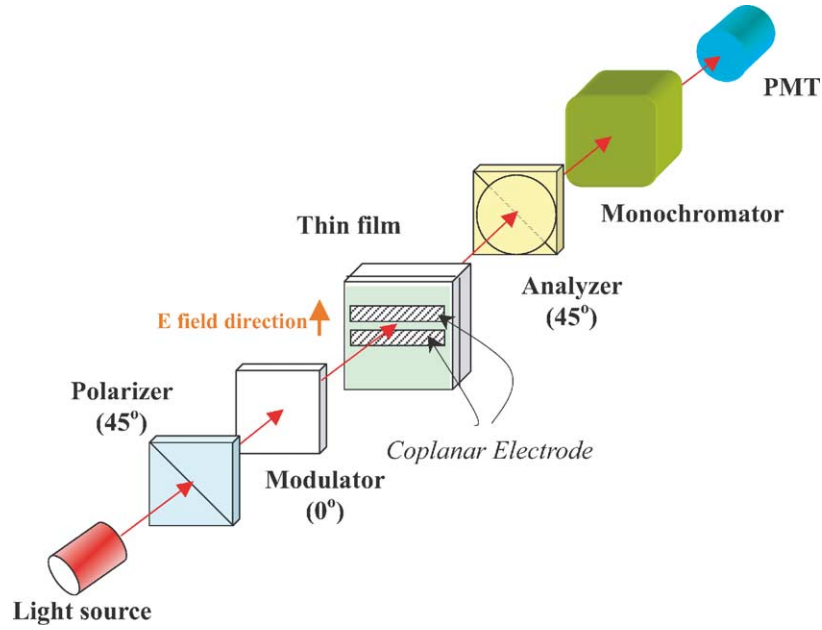 PMT
Monochromator
Thin film
Analyzer
(45°)
E field direction
Polarizer
(45°)
Coplanar Electrode
Modulator
(0°)
Light source